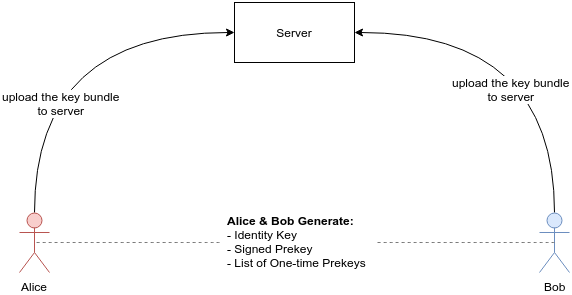 Server
upload the key bundle
to server
upload the key bundle
to server
Alice & Bob Generate:
- Identity Key
- Signed Prekey
- List of One-time Prekeys
Alice
Bob